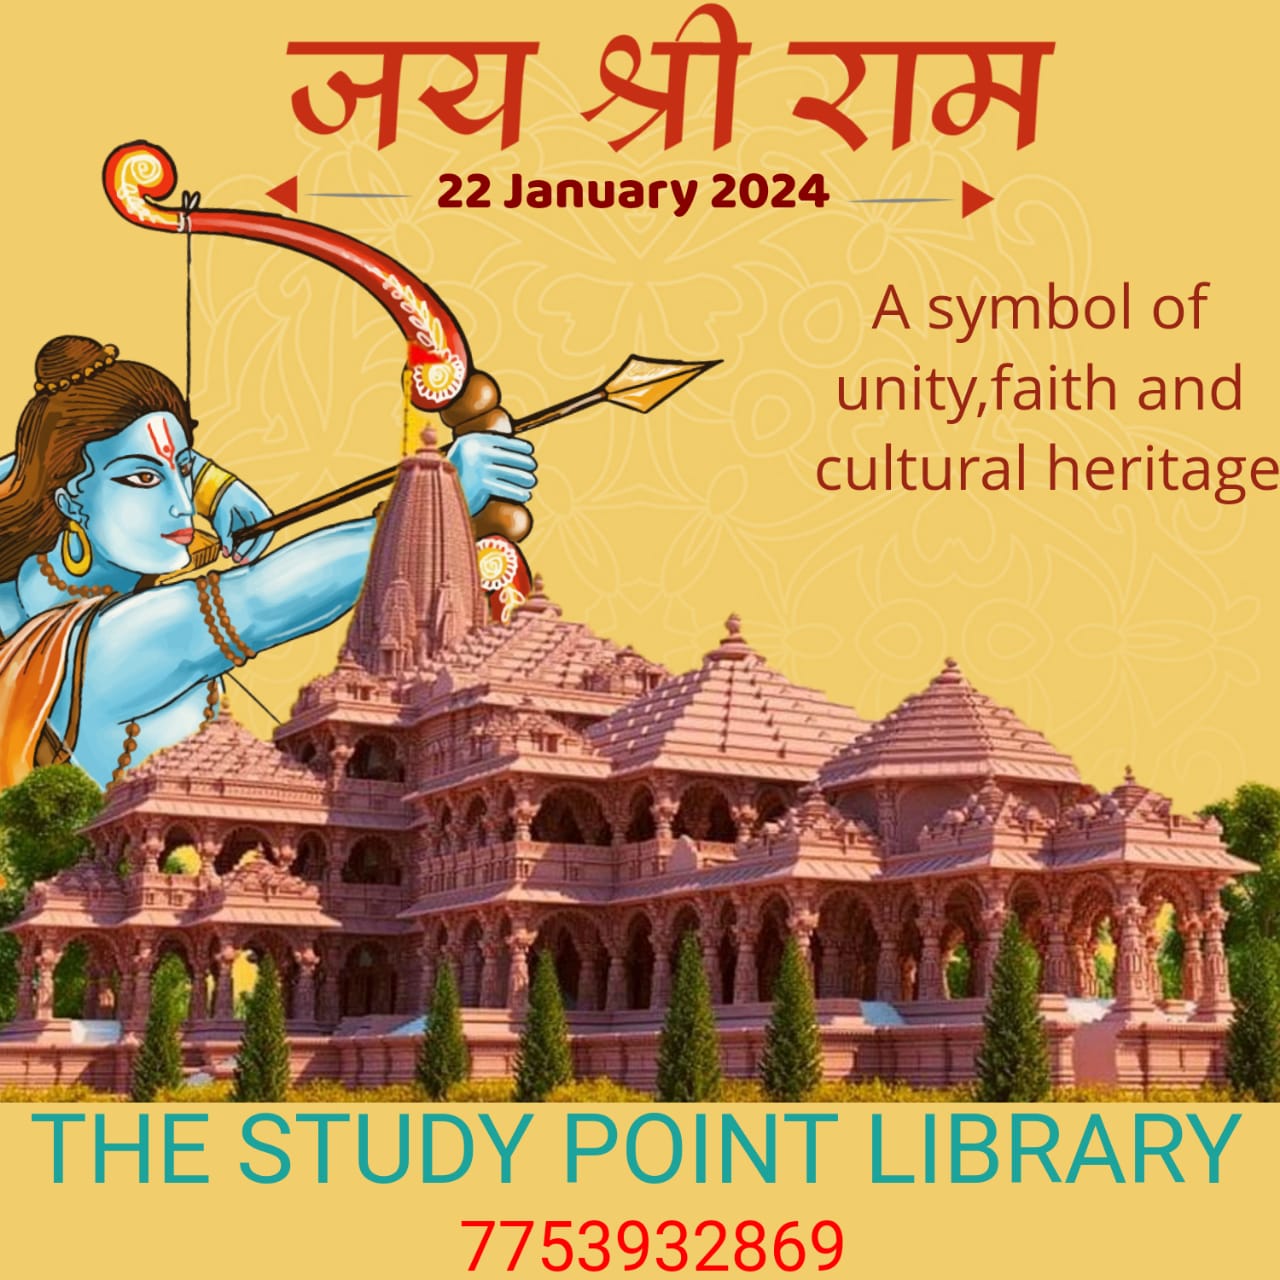 जय श्री राम
22 January 2024
A symbol of
unity,faith and
cultural heritage
THE STUDY POINT LIBRARY
7753932869